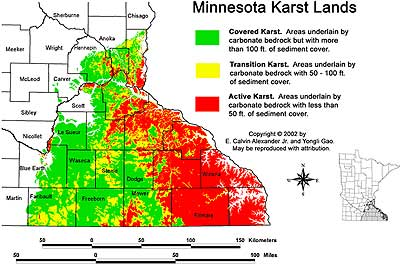 Minnesota Karst Lands
Sherburne
Chisago
Anoka
Meeker
Wright
Hennepin
McLeod
Carver
Scott
Sibley
Nicollet
Le Sueur
Blue Earth
Waseca
Steele
Dodge
Winona
Martin
Faribault
Freeborn
Mower
Fillmore
Covered Karst. Areas underlain by
carbonate bedrock but with more
than 100 ft. of sediment cover.
Transition Karst. Areas underlain by
carbonate bedrock with 50 - 100 ft.
of sediment cover.
Active Karst. Areas underlain by
carbonate bedrock with less than
50 ft. of sediment cover.
Copyright © 2002 by
E. Calvin Alexander Jr. and Yongli Gao.
May be reproduced with attribution.
50 0 50 100 150 Kilometers
50 0 50 100 Miles